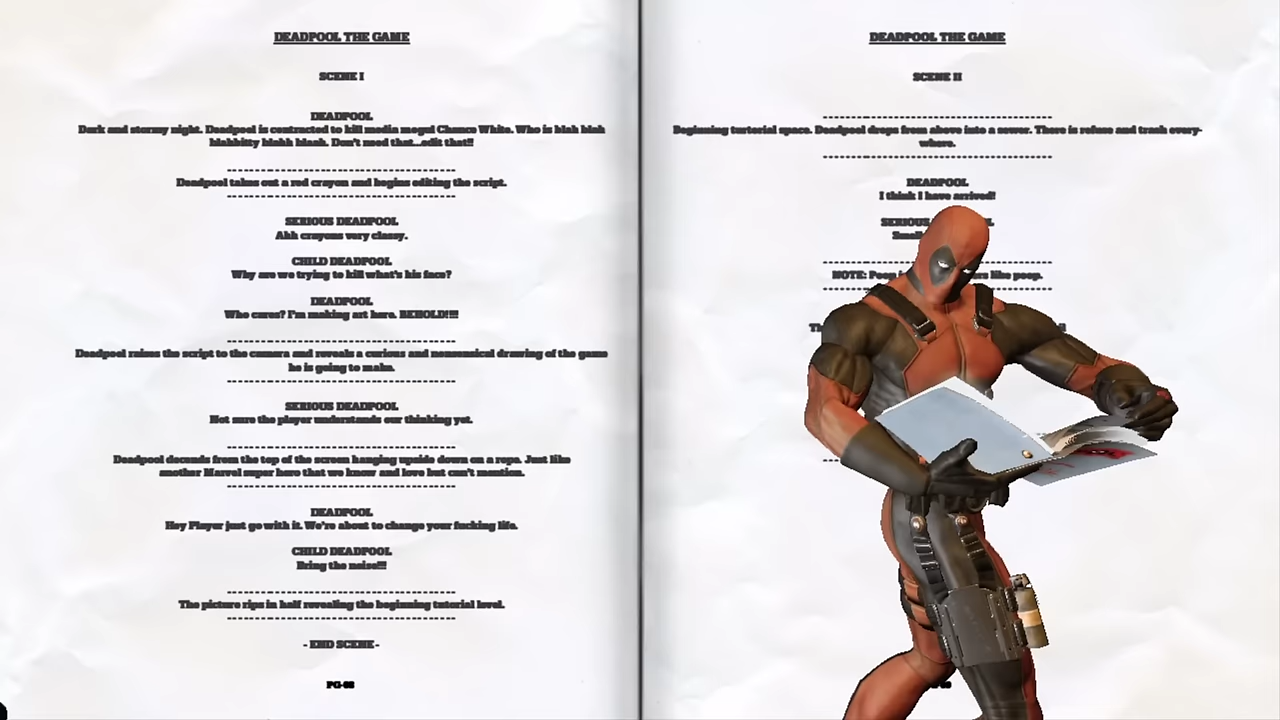 DEADPOOL THE GAME
SCENE I
DEADPOOL
Dark and stormy night. Deadpool is contracted to kill media mogul Chance White. Who is blah blah
blabbitty blahh blaah. Don't need that...edit that!!
Deadpool takes out a red crayon and begins editing the script.
SERIOUS DEADPOOL
Ahh crayons very classy.
CHILD DEADPOOL
Why are we trying to kill what's his face?
DEADPOOL
Who cares? I'm making art here. BEHOLD!!!!
Deadpool raises the script to the camera and reveals a curious and nonsensical drawing of the game
he is going to make.
SERIOUS DEADPOOL
Not sure the player understands our thinking yet.
Deadpool decends from the top of the screen hanging upside down on a rope. Just like
another Marvel super hero that we know and love but can't mention.
DEADPOOL
Hey Player just go with it. We're about to change your fucking life.
CHILD DEADPOOL
Bring the noise!!!
The picture rips in half revealing the beginning tutorial level.
- END SCENE -
PG-02
DEADPOOL THE GAME
SCENE II
Beginning turtorial space. Deadpool drops from above into a sewer. There is refuse and trash every-
where.
DEADPOOL
I think I have arrived!
SERIOUS
NOTE: Poop like poop.